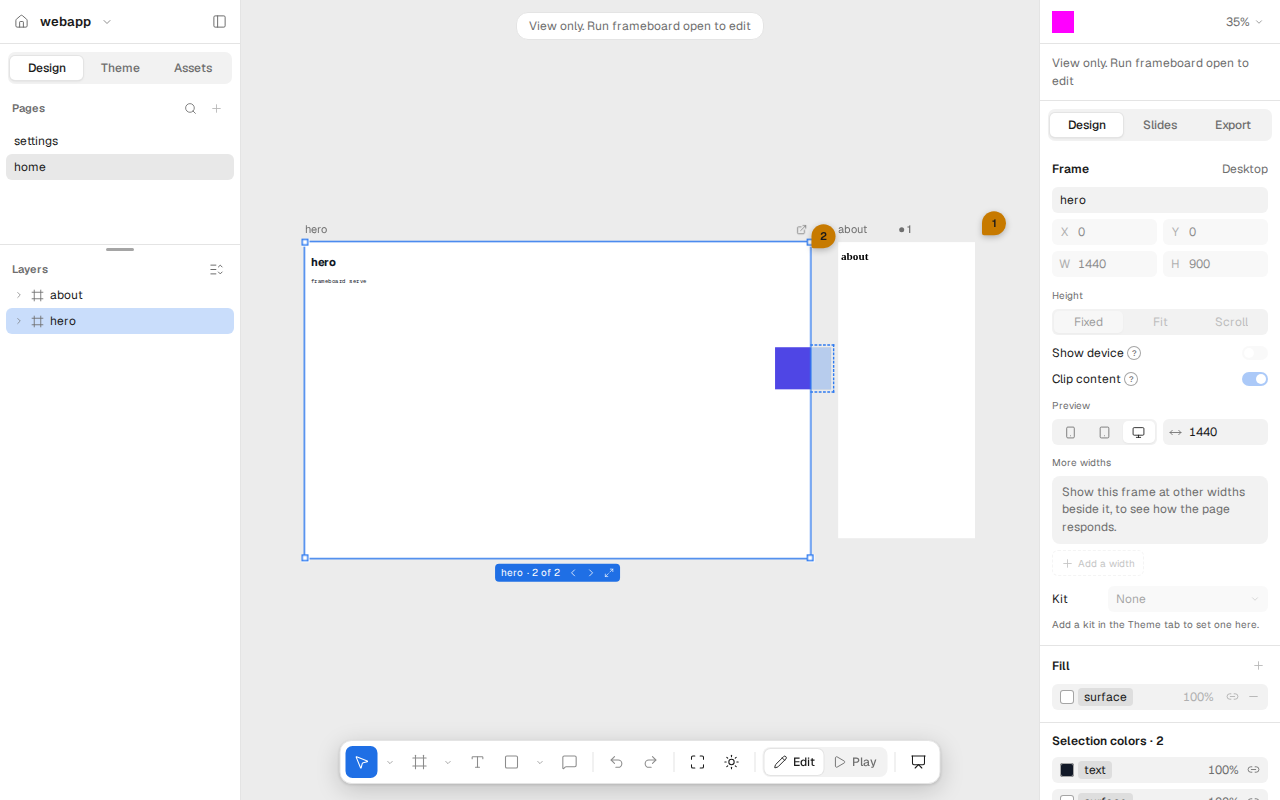 webapp
View only. Run frameboard open to edit
35%
View only. Run frameboard open to
edit
Design Theme Assets
Design Slides Export
Pages
settings
home
Layers
about
hero
hero
2
about
1
1
hero
frameboard serve
about
hero · 2 of 2
Edit
Play
Frame
Desktop
hero
X 0
Y 0
W 1440
H 900
Height
Fixed Fit Scroll
Show device ?
Clip content ?
Preview
1440
More widths
Show this frame at other widths
beside it, to see how the page
responds.
Add a width
Kit
None
Add a kit in the Theme tab to set one here.
Fill
surface 100%
Selection colors · 2
text 100%
surface 100%